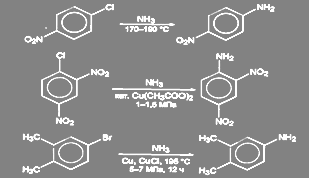 Cl
NH₃
NH₂
170–190 °C
O₂N
O₂N
Cl
NH₂
NO₂
NH₃
NO₂
кат. Cu(CH₃COO)₂
1–1,5 МПа
NO₂
NO₂
H₃C
Br
NH₃
H₃C
NH₂
H₃C
Cu, CuCl, 195 °C
H₃C
5–7 МПа, 12 ч